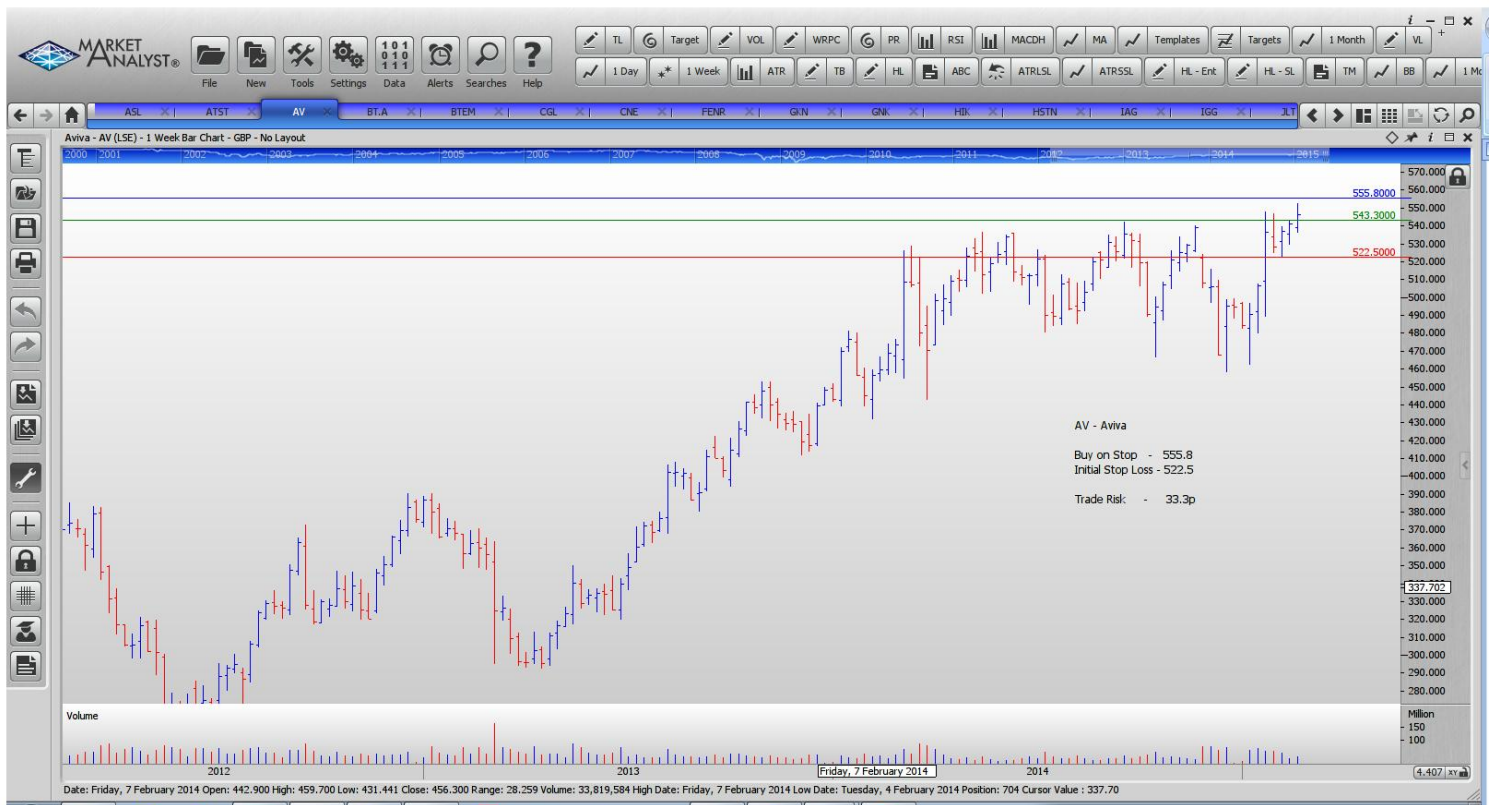 MARKET
ANALYST®
File New Tools Settings Data Alerts Searches Help
101
010
111
TL Target VOL WRPC PR RSI MACDH MA Templates Targets 1 Month VL
1 Day 1 Week ATR TB HL ABC ATRLSL ATRSSL HL - Ent HL - SL TM BB
ASL ATST AV BT.A BTEM CGL CNE FENR GKN GNK HIK HSTN IAG IGG JLT
Aviva - AV (LSE) - 1 Week Bar Chart - GBP - No Layout
2000 2001 2002 2003 2004 2005 2006 2007 2008 2009 2010 2011 2012 2013 2014 2015
570.000
560.000
555.8000
550.000
543.3000
540.000
530.000
522.5000
520.000
510.000
500.000
490.000
480.000
470.000
460.000
450.000
440.000
430.000
420.000
410.000
400.000
390.000
380.000
370.000
360.000
350.000
337.702
330.000
320.000
310.000
300.000
290.000
280.000
AV - Aviva
Buy on Stop - 555.8
Initial Stop Loss - 522.5
Trade Risk - 33.3p
Volume
Million
150
100
2012 2013 Friday, 7 February 2014 2014
4.407 XY
Date: Friday, 7 February 2014 Open: 442.900 High: 459.700 Low: 431.441 Close: 456.300 Range: 28.259 Volume: 33,819,584 High Date: Friday, 7 February 2014 Low Date: Tuesday, 4 February 2014 Position: 704 Cursor Value : 337.70